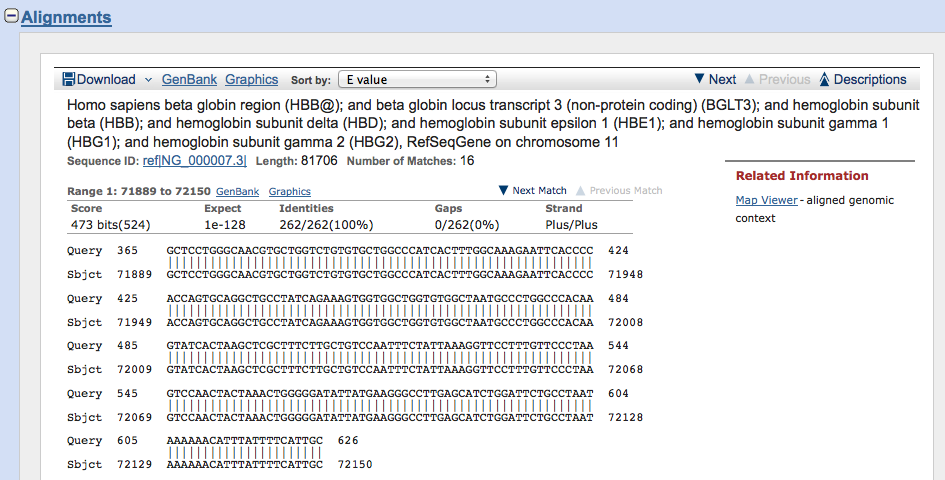 Alignments
Download GenBank Graphics Sort by: E value Next Previous Descriptions
Homo sapiens beta globin region (HBB@); and beta globin locus transcript 3 (non-protein coding) (BGLT3); and hemoglobin subunit
beta (HBB); and hemoglobin subunit delta (HBD); and hemoglobin subunit epsilon 1 (HBE1); and hemoglobin subunit gamma 1
(HBG1); and hemoglobin subunit gamma 2 (HBG2), RefSeqGene on chromosome 11
Sequence ID: ref|NG_000007.3| Length: 81706 Number of Matches: 16
Related Information
Map Viewer - aligned genomic
context
Range 1: 71889 to 72150 GenBank Graphics Next Match Previous Match
Score Expect Identities Gaps Strand
473 bits(524) 1e-128 262/262(100%) 0/262(0%) Plus/Plus
Query 365 GCTCCTGGGCAACGTGCTGGTCTGTGTGCTGGCCCATCACTTTGGCAAAGAATTCACCCC 424
Sbjct 71889 GCTCCTGGGCAACGTGCTGGTCTGTGTGCTGGCCCATCACTTTGGCAAAGAATTCACCCC 71948
Query 425 ACCAGTGCAGGCTGCCTATCAGAAAGTGGTGGCTGGTGTGGCTAATGCCCTGGCCCACAA 484
Sbjct 71949 ACCAGTGCAGGCTGCCTATCAGAAAGTGGTGGCTGGTGTGGCTAATGCCCTGGCCCACAA 72008
Query 485 GTATCACTAAGCTCGCTTTCTTGCTGTCCAATTTCTATTAAAGGTTCCTTTGTTCCCTAA 544
Sbjct 72009 GTATCACTAAGCTCGCTTTCTTGCTGTCCAATTTCTATTAAAGGTTCCTTTGTTCCCTAA 72068
Query 545 GTCCAACTACTAAACTGGGGGATATTATGAAGGGCCTTGAGCATCTGGATTCTGCCTAAT 604
Sbjct 72069 GTCCAACTACTAAACTGGGGGATATTATGAAGGGCCTTGAGCATCTGGATTCTGCCTAAT 72128
Query 605 AAAAAACATTTATTTTCATTGC 626
Sbjct 72129 AAAAAACATTTATTTTCATTGC 72150